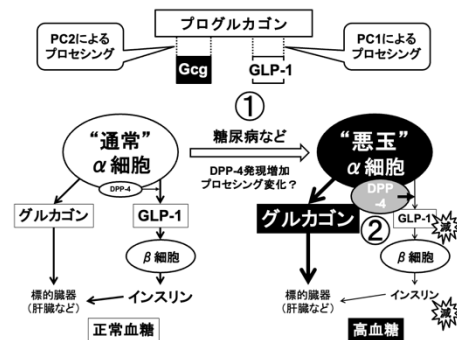 プログルカゴン
PC2による
プロセシング
PC1による
プロセシング
Gcg
GLP-1
①
“通常”
α細胞
糖尿病など
DPP-4発現増加
プロセシング変化？
“悪玉”
α細胞
DPP-4
DPP
-4
グルカゴン
GLP-1
グルカゴン
②
GLP-1
減
β細胞
β細胞
標的臓器
(肝臓など)
インスリン
標的臓器
(肝臓など)
インスリン
減
正常血糖
高血糖